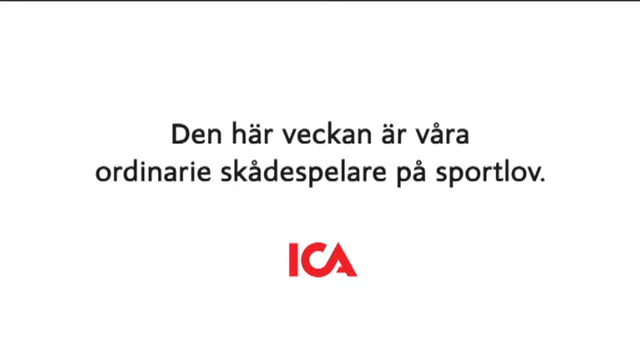 Den här veckan är våra
ordinarie skådespelare på sportlov.
ICA